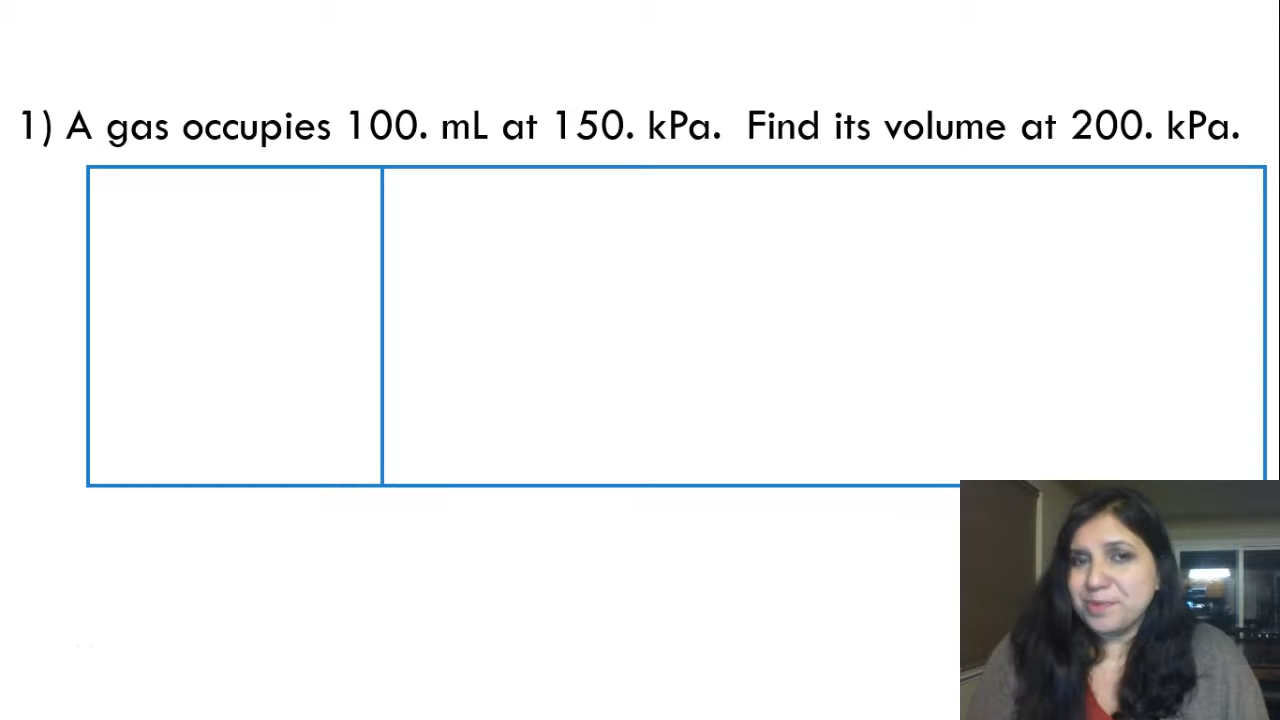 1) A gas occupies 100. mL at 150. kPa. Find its volume at 200. kPa.